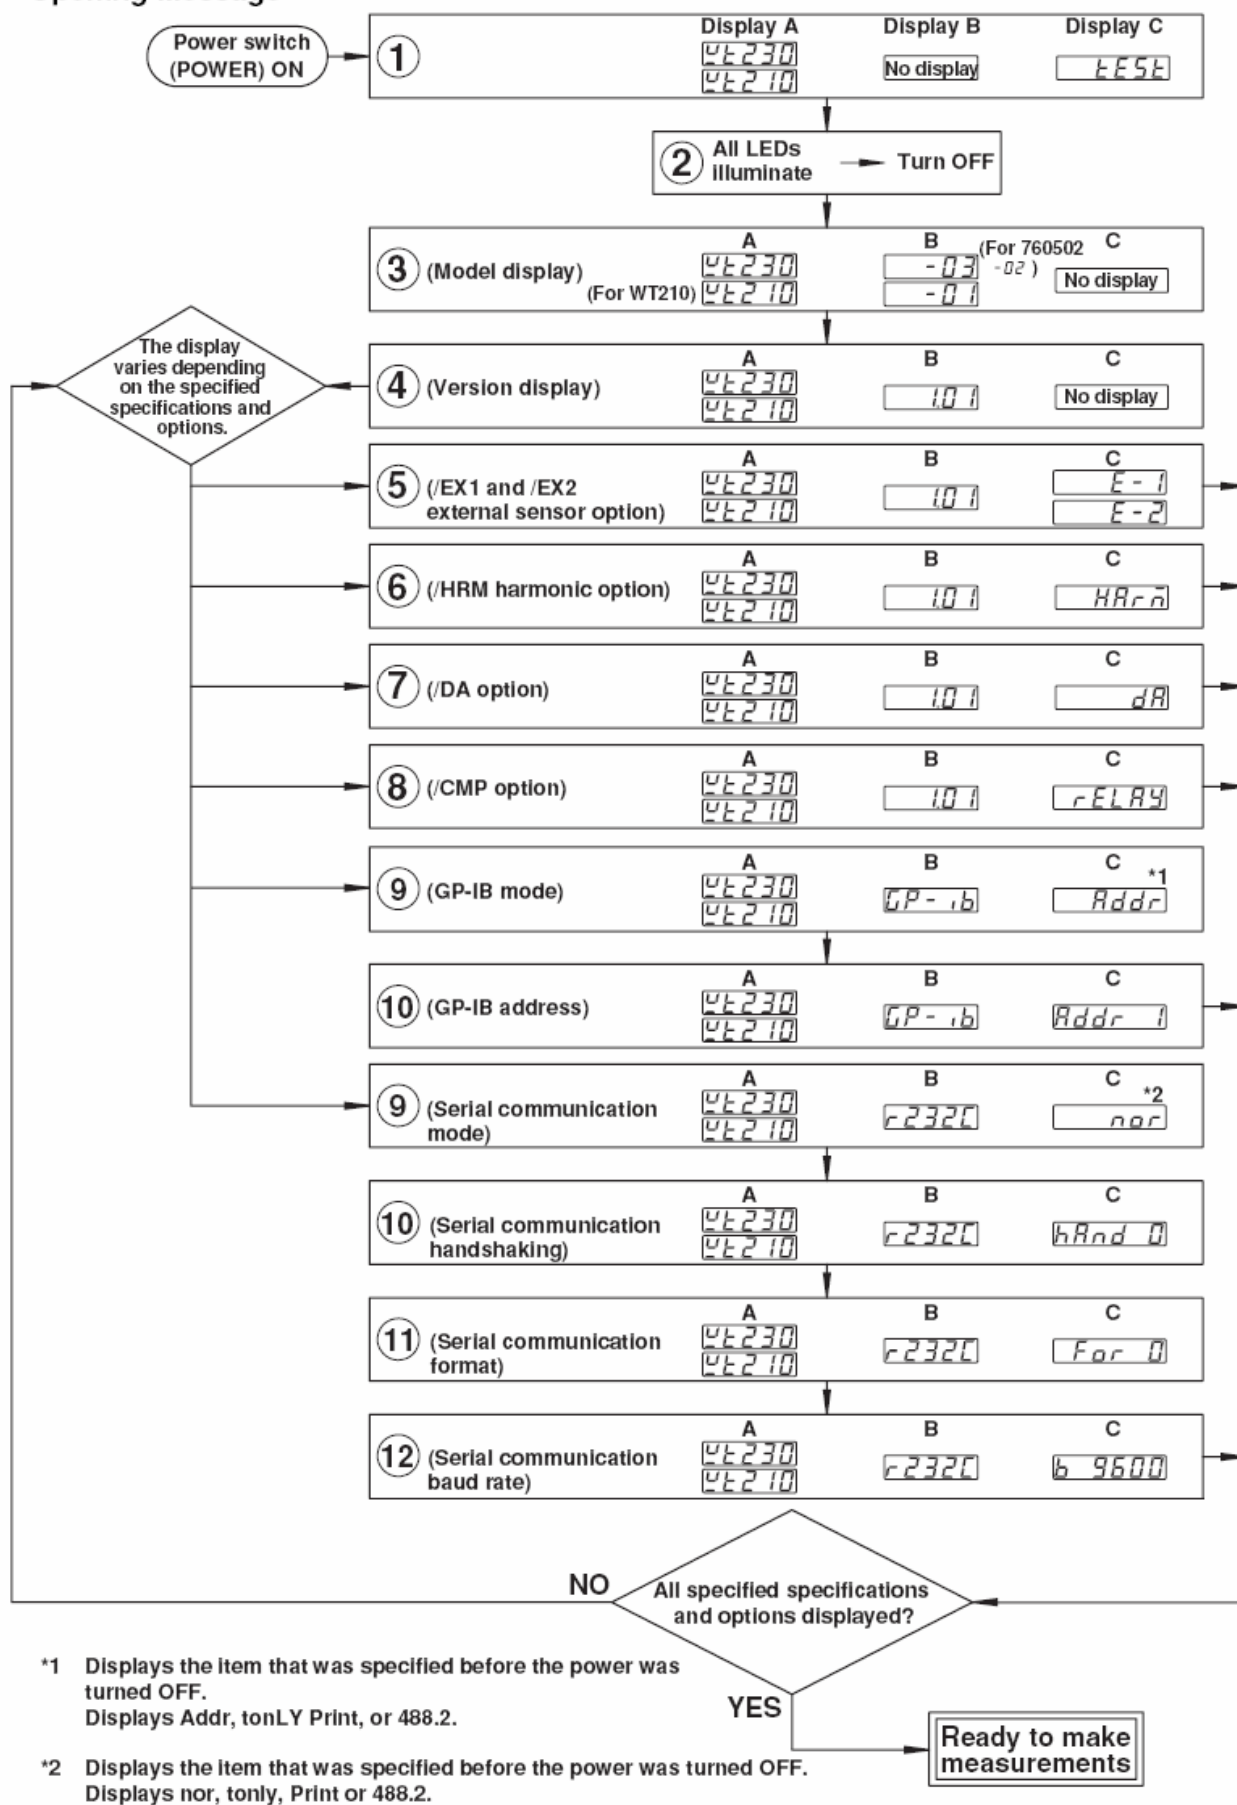 Power switch
(POWER) ON
1
Display A
Display B
Display C
wt230
wt210
No display
tESt
2
All LEDs
illuminate
Turn OFF
3
(Model display)
(For WT210)
A
B
C
wt230
wt210
-03
-01
(For 760502
-02 )
No display
The display
varies depending
on the specified
specifications and
options.
4
(Version display)
A
B
C
wt230
wt210
1.01
No display
5
(/EX1 and /EX2
external sensor option)
A
B
C
wt230
wt210
1.01
E-1
E-2
6
(/HRM harmonic option)
A
B
C
wt230
wt210
1.01
HArm
7
(/DA option)
A
B
C
wt230
wt210
1.01
dA
8
(/CMP option)
A
B
C
wt230
wt210
1.01
rELAY
9
(GP-IB mode)
A
B
C
wt230
wt210
GP-ib
*1
Addr
10
(GP-IB address)
A
B
C
wt230
wt210
GP-ib
Addr 1
9
(Serial communication
mode)
A
B
C
wt230
wt210
r232C
*2
nor
10
(Serial communication
handshaking)
A
B
C
wt230
wt210
r232C
hAnd 0
11
(Serial communication
format)
A
B
C
wt230
wt210
r232C
For 0
12
(Serial communication
baud rate)
A
B
C
wt230
wt210
r232C
b 9600
NO
All specified specifications
and options displayed?
YES
Ready to make
measurements
*1 Displays the item that was specified before the power was
turned OFF.
Displays Addr, tonLY Print, or 488.2.
*2 Displays the item that was specified before the power was turned OFF.
Displays nor, tonly, Print or 488.2.